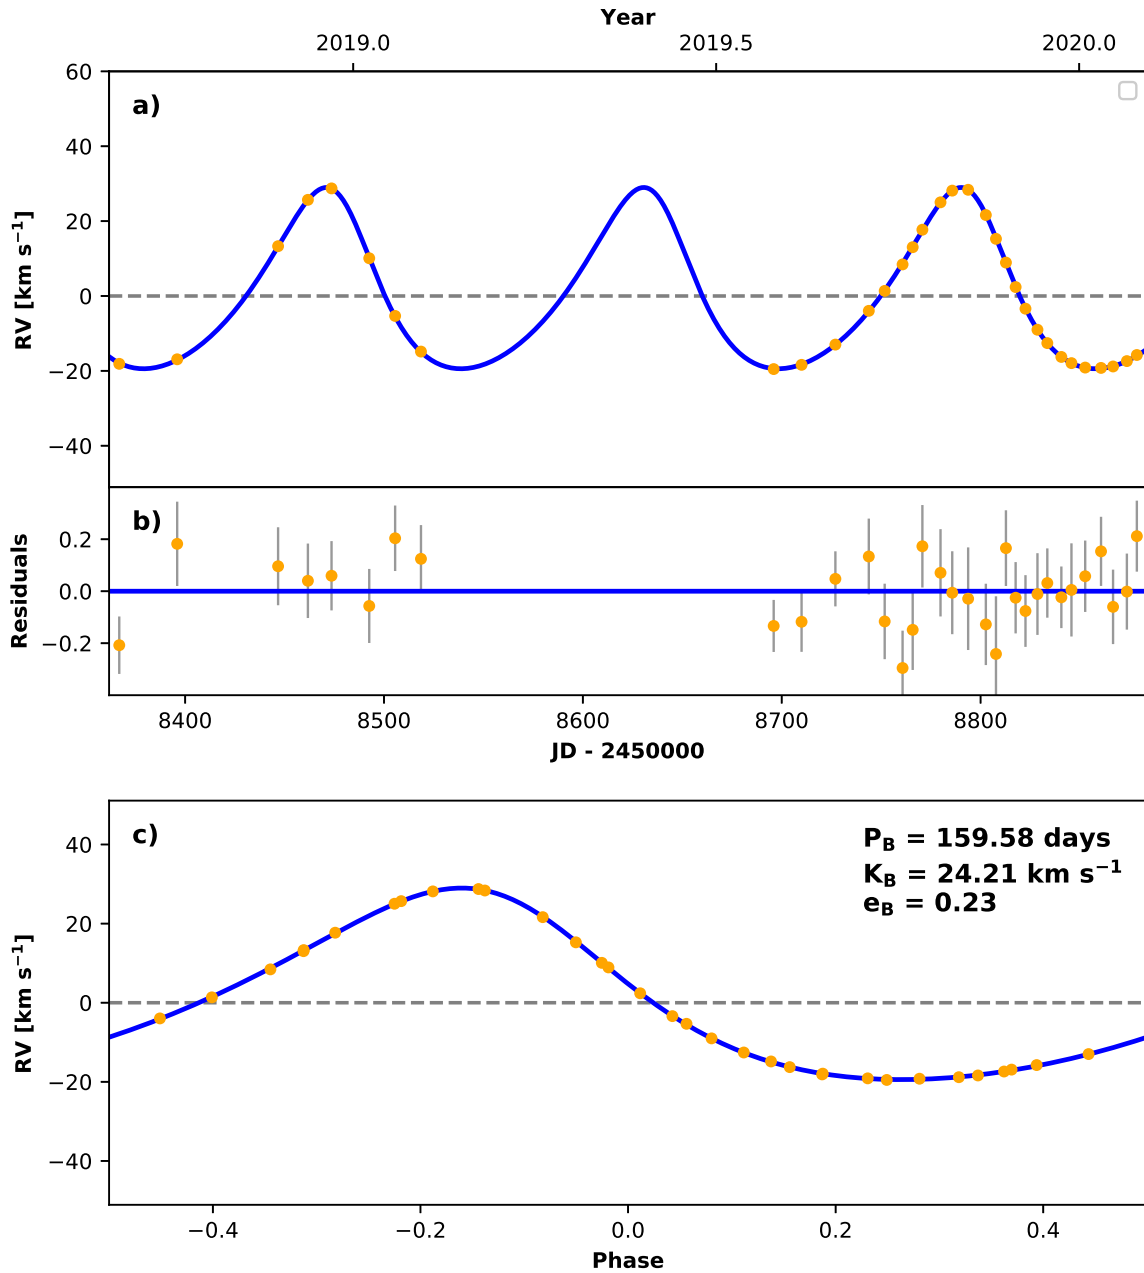 Year
2019.0 2019.5 2020.0
a)
60
40
20
0
−20
−40
RV [km s⁻¹]
b)
0.2
0.0
−0.2
Residuals
8400 8500 8600 8700 8800
JD - 2450000
c)
P_B = 159.58 days
K_B = 24.21 km s⁻¹
e_B = 0.23
40
20
0
−20
−40
RV [km s⁻¹]
−0.4 −0.2 0.0 0.2 0.4
Phase